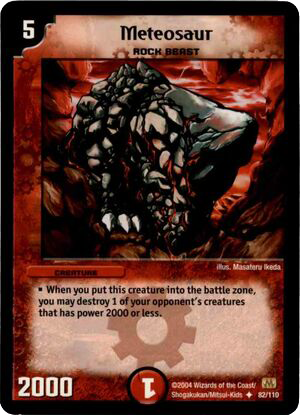 5 Meteosaur
ROCK BEAST
illus. Masateru Ikeda
CREATURE
▪ When you put this creature into the battle zone,
you may destroy 1 of your opponent's creatures
that has power 2000 or less.
2000
1
©2004 Wizards of the Coast/
Shogakukan/Mitsui-Kids ♦ 82/110